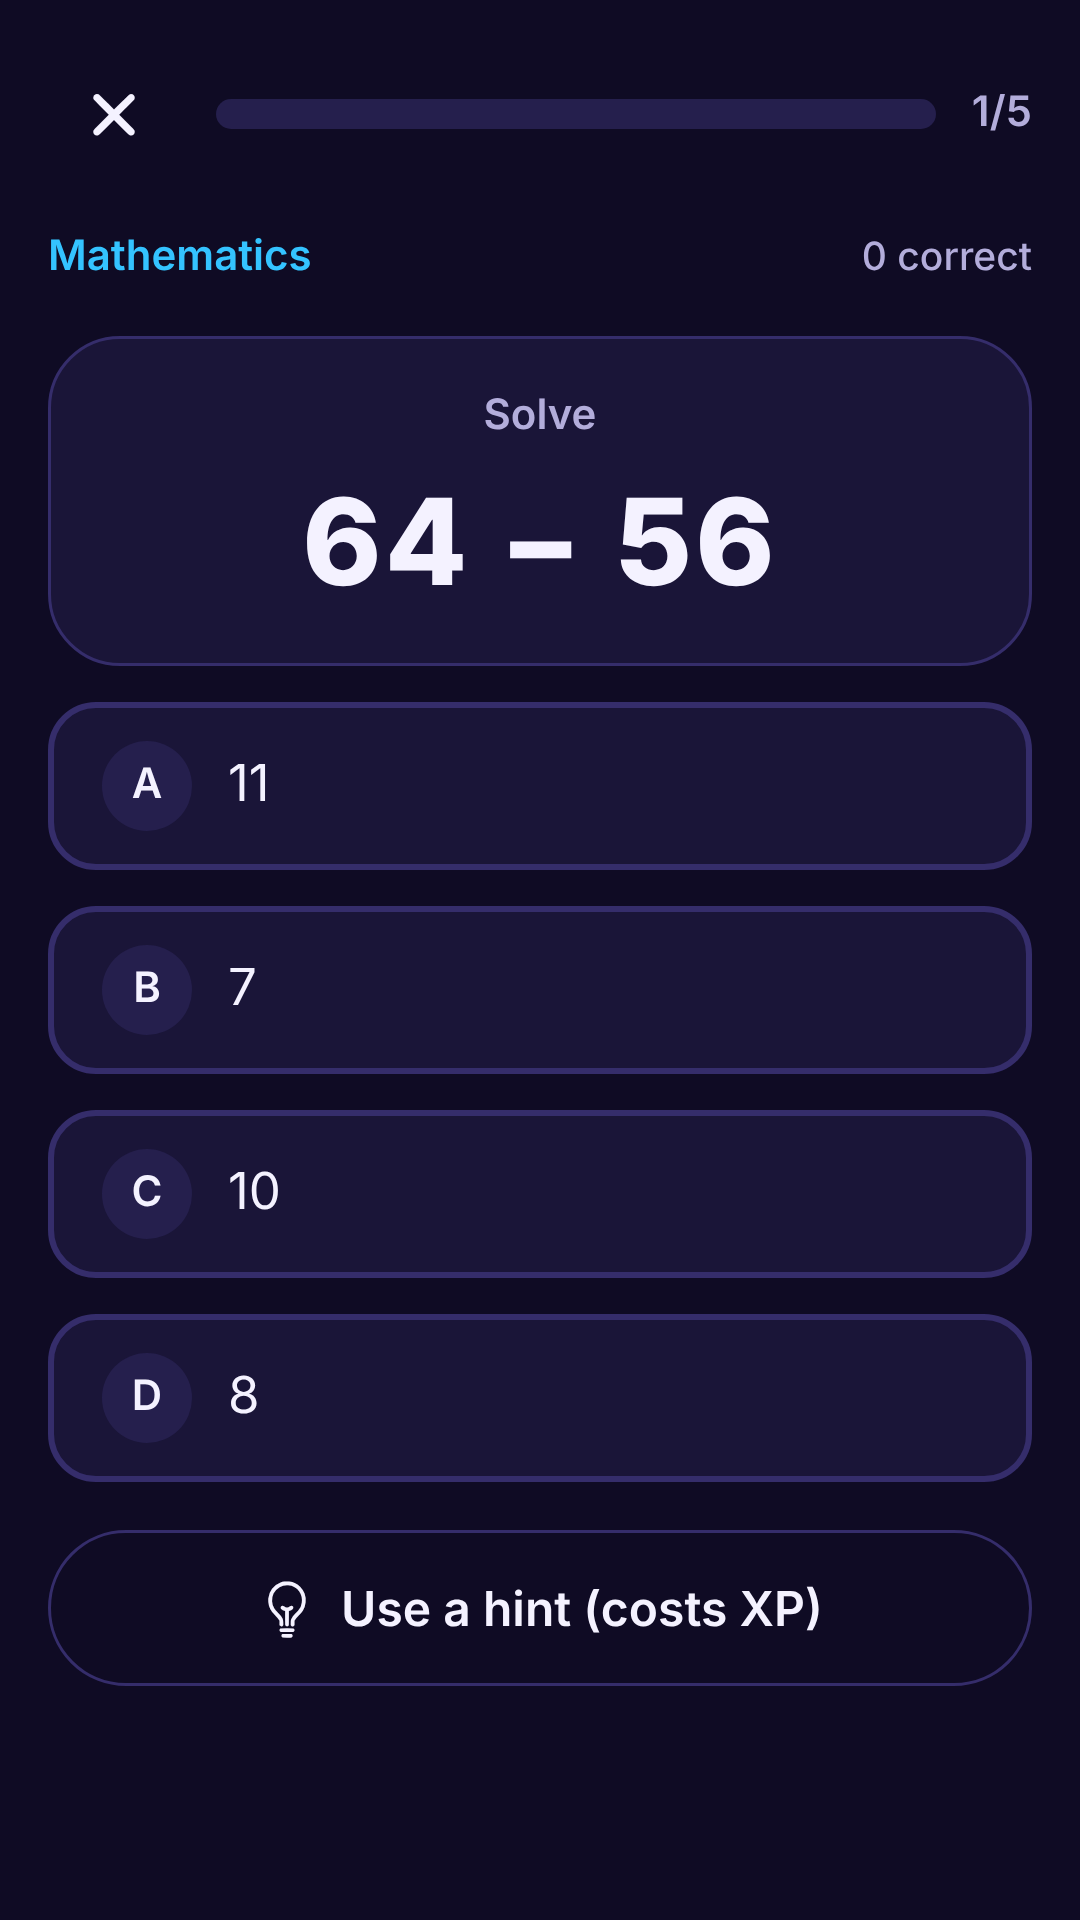 1/5
Mathematics
0 correct
Solve
64 – 56
A 11
B 7
C 10
D 8
Use a hint (costs XP)